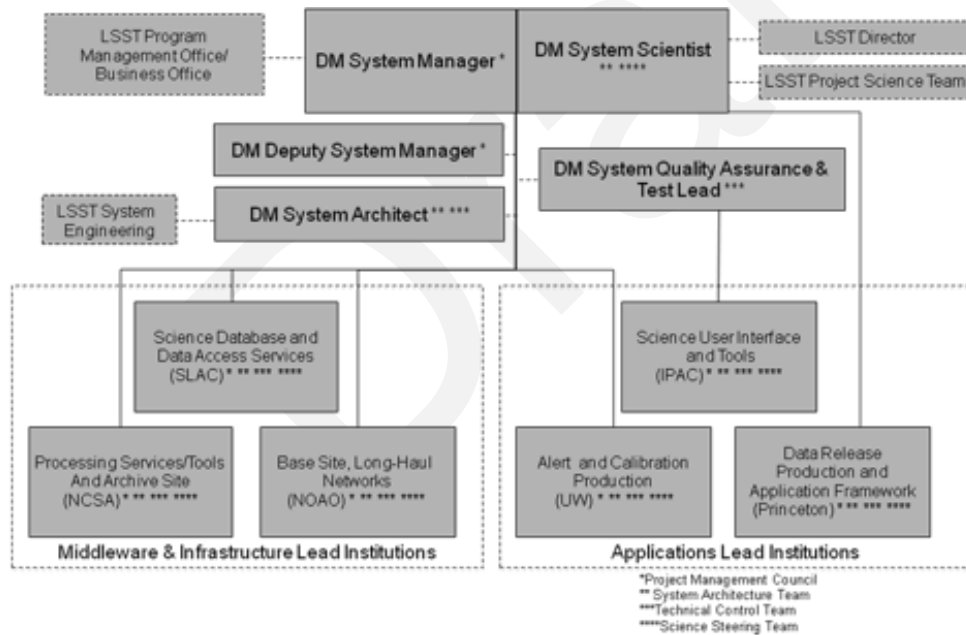 LSST Program
Management Office/
Business Office
DM System Manager *
DM System Scientist
** ****
LSST Director
LSST Project Science Team
DM Deputy System Manager *
DM System Quality Assurance &
Test Lead ***
LSST System
Engineering
DM System Architect ** ***
Science Database and
Data Access Services
(SLAC) * ** *** ****
Science User Interface
and Tools
(IPAC) * ** *** ****
Processing Services/Tools
And Archive Site
(NCSA) * ** *** ****
Base Site, Long-Haul
Networks
(NOAO) * ** *** ****
Alert and Calibration
Production
(UW) * ** *** ****
Data Release
Production and
Application Framework
(Princeton) * ** *** ****
Middleware & Infrastructure Lead Institutions
Applications Lead Institutions
*Project Management Council
** System Architecture Team
***Technical Control Team
****Science Steering Team